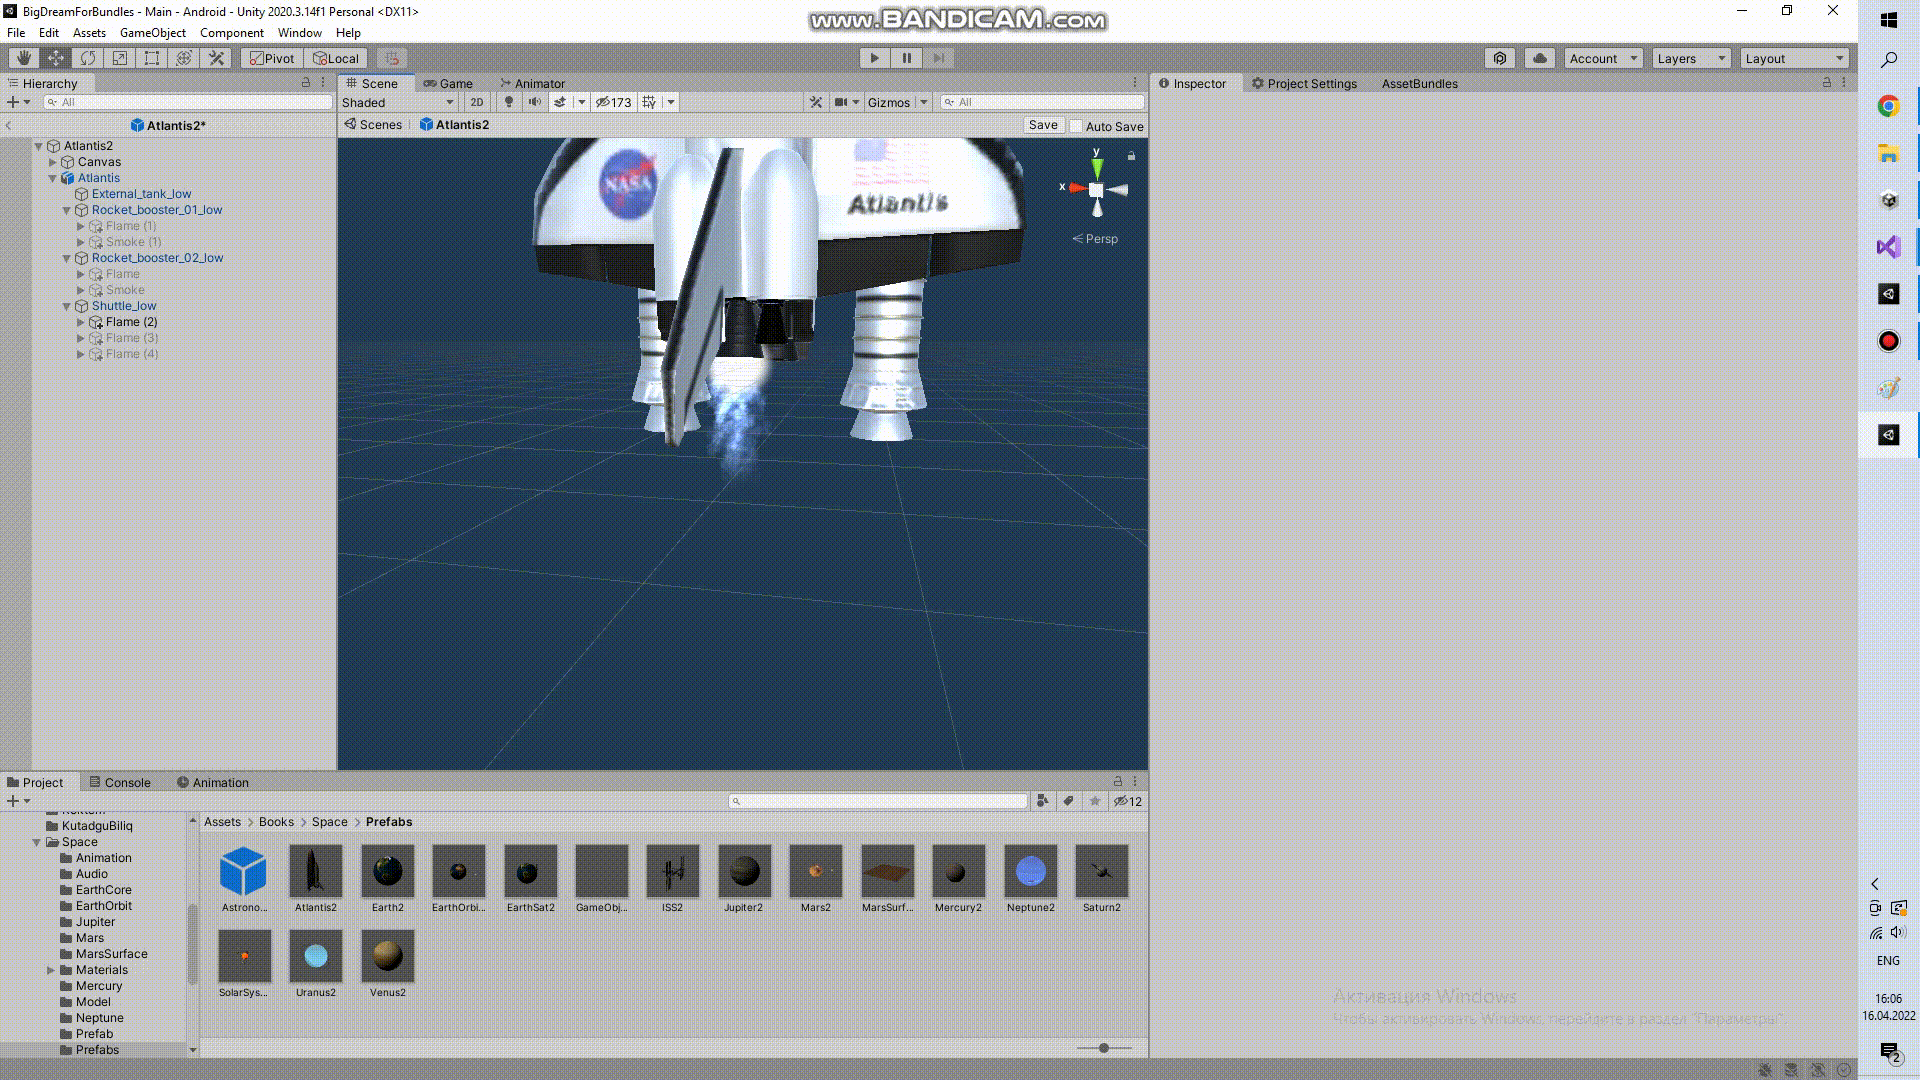 BigDreamForBundles - Main - Android - Unity 2020.3.14f1 Personal <DX11>
www.BANDICAM.com
File Edit Assets GameObject Component Window Help
Pivot Local Account Layers Layout
Hierarchy
All
Atlantis2*
Atlantis2
Canvas
Atlantis
External_tank_low
Rocket_booster_01_low
Flame (1)
Smoke (1)
Rocket_booster_02_low
Flame
Smoke
Shuttle_low
Flame (2)
Flame (3)
Flame (4)
Scene Game Animator
Shaded 2D 173 Gizmos All
Scenes Atlantis2 Save Auto Save
NASA
Atlantis
y
x
Persp
Inspector Project Settings AssetBundles
Project Console Animation
12
KutadguBiliq
Space
Animation
Audio
EarthCore
EarthOrbit
Jupiter
Mars
MarsSurface
Materials
Mercury
Model
Neptune
Prefab
Prefabs
Assets > Books > Space > Prefabs
Astrono... Atlantis2 Earth2 EarthOrbi... EarthSat2 GameObj... ISS2 Jupiter2 Mars2 MarsSurf... Mercury2 Neptune2 Saturn2
SolarSys... Uranus2 Venus2
Активация Windows
Чтобы активировать Windows, перейдите в раздел "Параметры".
ENG
16:06
16.04.2022
2